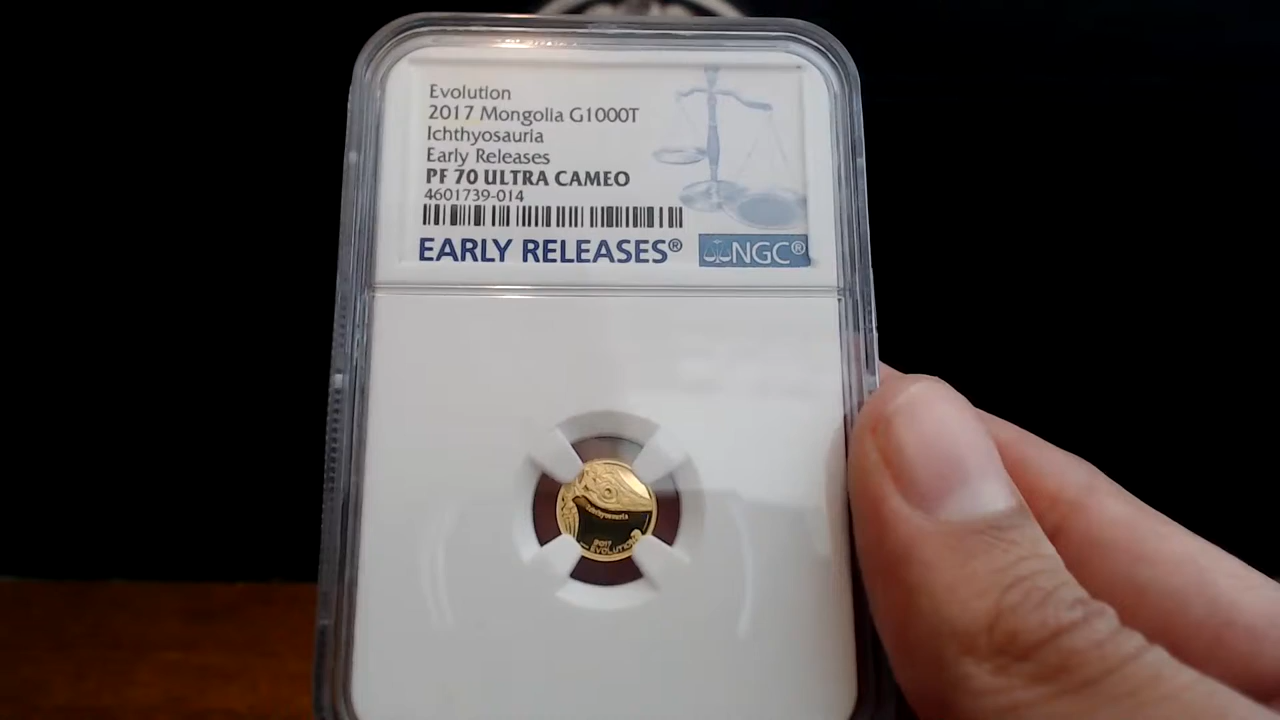 Evolution
2017 Mongolia G1000T
Ichthyosauria
Early Releases
PF 70 ULTRA CAMEO
4601739-014
EARLY RELEASES®
NGC®
Ichthyosauria
2017
EVOLUTION